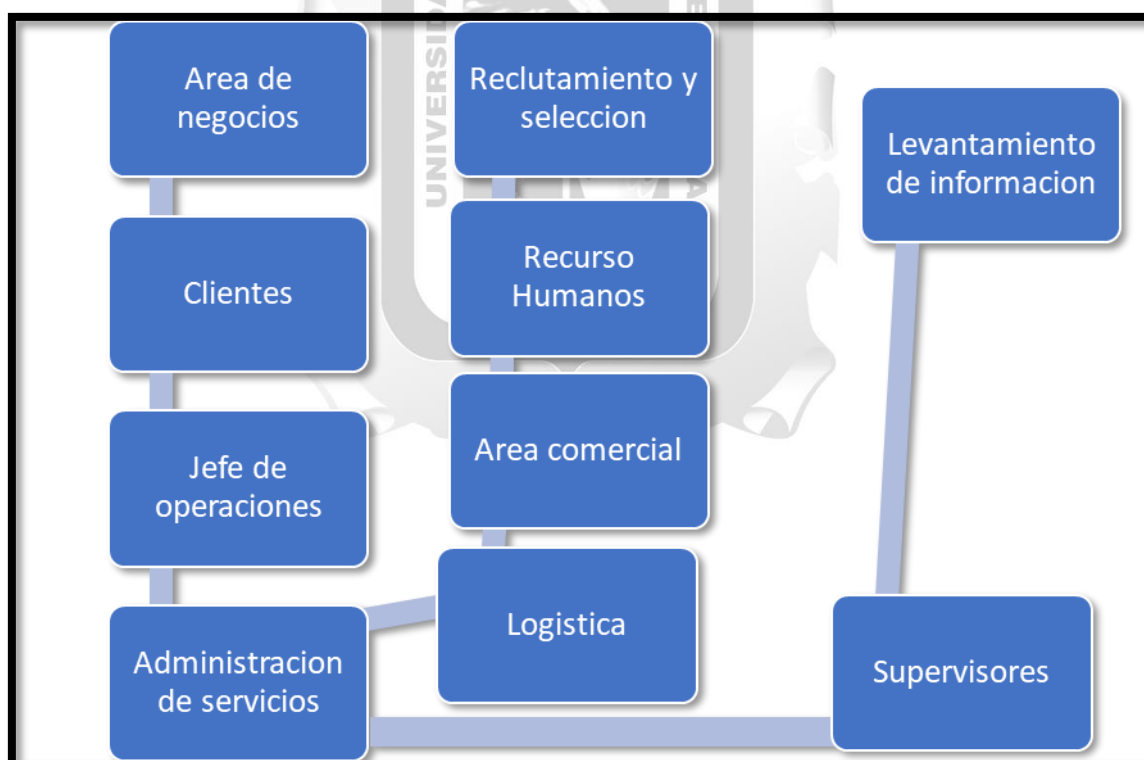 Area de
negocios
Clientes
Jefe de
operaciones
Administracion
de servicios
Reclutamiento y
seleccion
Recurso
Humanos
Area comercial
Logistica
Levantamiento
de informacion
Supervisores